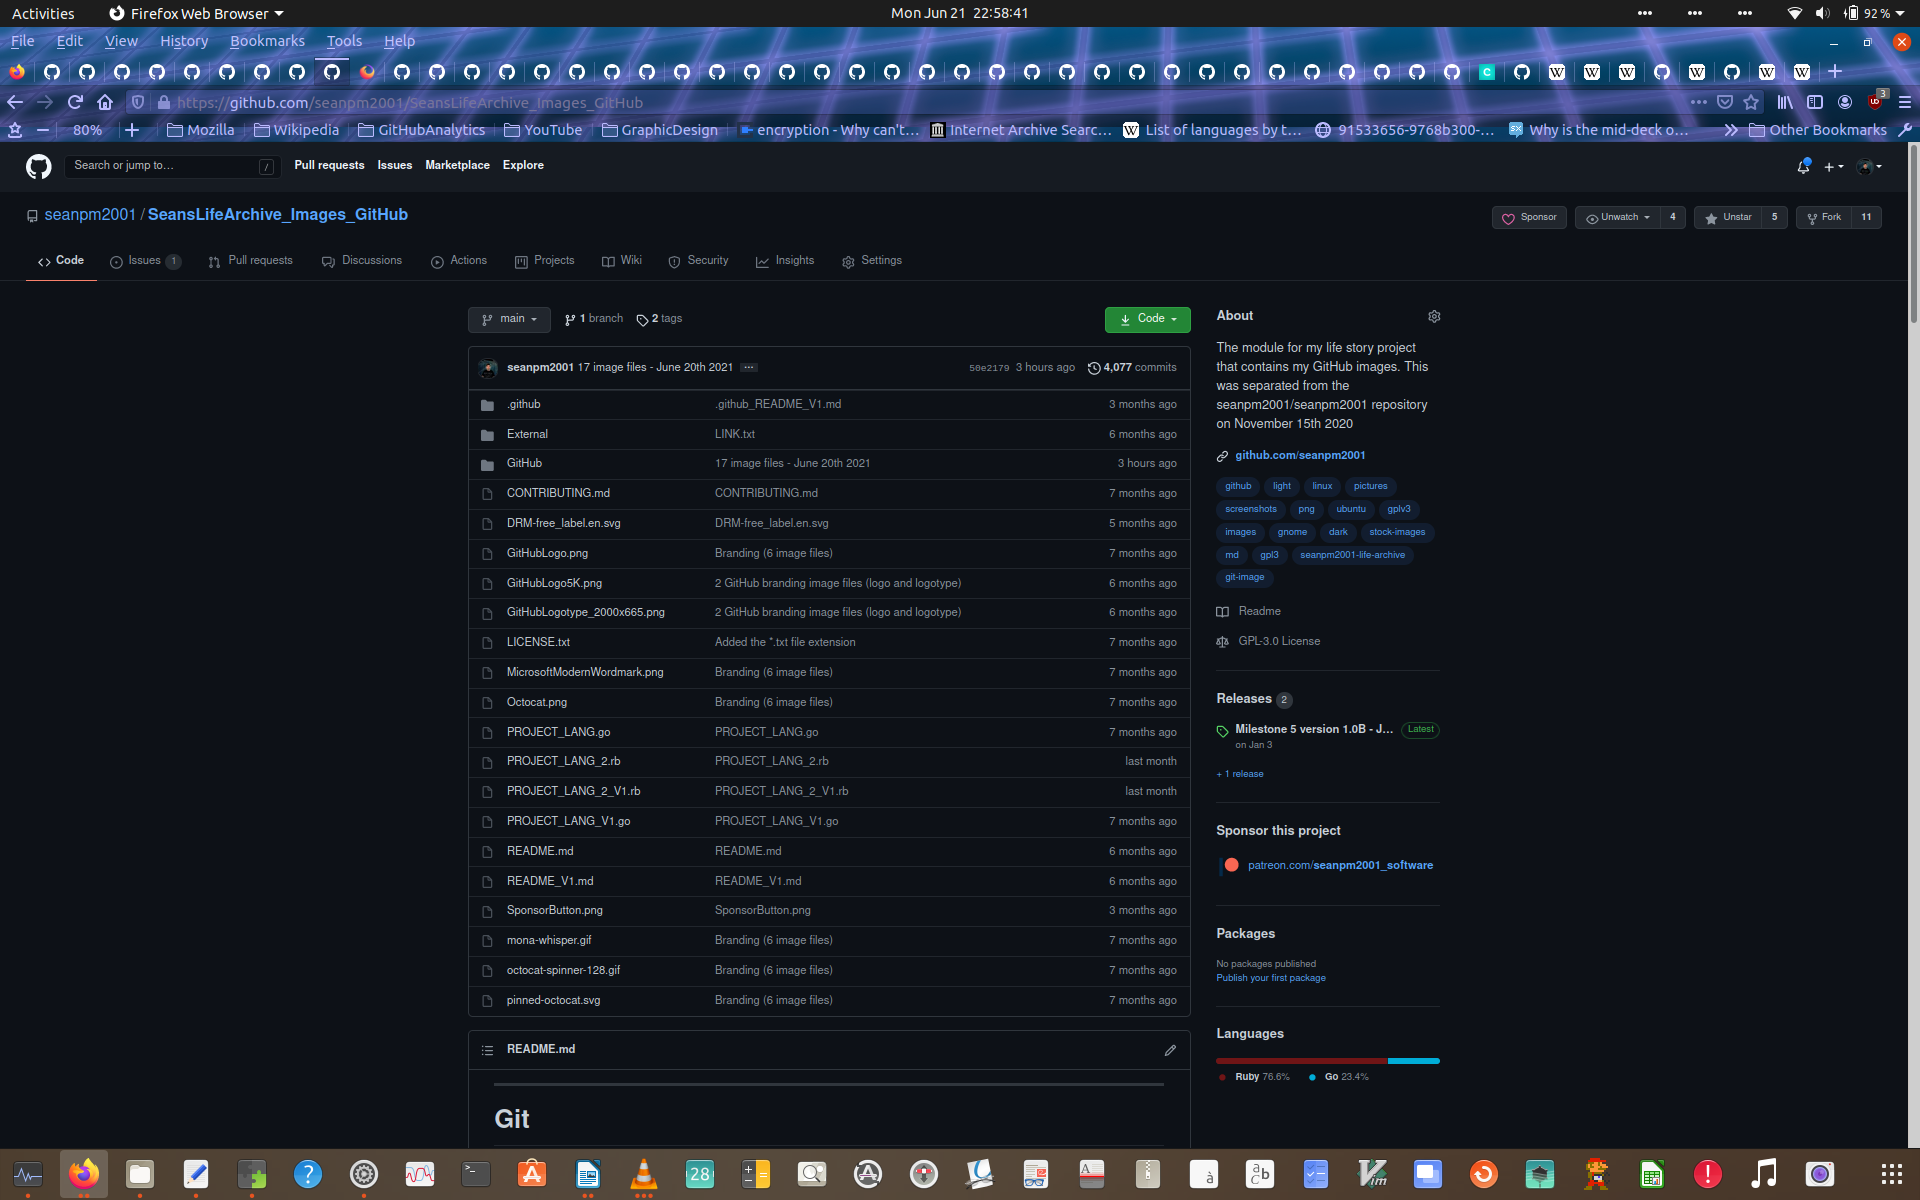 Activities Firefox Web Browser Mon Jun 21 22:58:41 92 %
File Edit View History Bookmarks Tools Help
https://github.com/seanpm2001/SeansLifeArchive_Images_GitHub 3
80% Mozilla Wikipedia GitHubAnalytics YouTube GraphicDesign encryption - Why can't… Internet Archive Searc… List of languages by t… 91533656-9768b300-… Why is the mid-deck o… Other Bookmarks
Search or jump to… / Pull requests Issues Marketplace Explore
seanpm2001 / SeansLifeArchive_Images_GitHub Sponsor Unwatch 4 Unstar 5 Fork 11
Code Issues 1 Pull requests Discussions Actions Projects Wiki Security Insights Settings
main 1 branch 2 tags Code
seanpm2001 17 image files - June 20th 2021 50e2179 3 hours ago 4,077 commits
.github .github_README_V1.md 3 months ago
External LINK.txt 6 months ago
GitHub 17 image files - June 20th 2021 3 hours ago
CONTRIBUTING.md CONTRIBUTING.md 7 months ago
DRM-free_label.en.svg DRM-free_label.en.svg 5 months ago
GitHubLogo.png Branding (6 image files) 7 months ago
GitHubLogo5K.png 2 GitHub branding image files (logo and logotype) 6 months ago
GitHubLogotype_2000x665.png 2 GitHub branding image files (logo and logotype) 6 months ago
LICENSE.txt Added the *.txt file extension 7 months ago
MicrosoftModernWordmark.png Branding (6 image files) 7 months ago
Octocat.png Branding (6 image files) 7 months ago
PROJECT_LANG.go PROJECT_LANG.go 7 months ago
PROJECT_LANG_2.rb PROJECT_LANG_2.rb last month
PROJECT_LANG_2_V1.rb PROJECT_LANG_2_V1.rb last month
PROJECT_LANG_V1.go PROJECT_LANG_V1.go 7 months ago
README.md README.md 6 months ago
README_V1.md README_V1.md 6 months ago
SponsorButton.png SponsorButton.png 3 months ago
mona-whisper.gif Branding (6 image files) 7 months ago
octocat-spinner-128.gif Branding (6 image files) 7 months ago
pinned-octocat.svg Branding (6 image files) 7 months ago
README.md
Git
About
The module for my life story project
that contains my GitHub images. This
was separated from the
seanpm2001/seanpm2001 repository
on November 15th 2020
github.com/seanpm2001
github light linux pictures
screenshots png ubuntu gplv3
images gnome dark stock-images
md gpl3 seanpm2001-life-archive
git-image
Readme
GPL-3.0 License
Releases 2
Milestone 5 version 1.0B - J… Latest
on Jan 3
+ 1 release
Sponsor this project
patreon.com/seanpm2001_software
Packages
No packages published
Publish your first package
Languages
Ruby 76.6% Go 23.4%
28